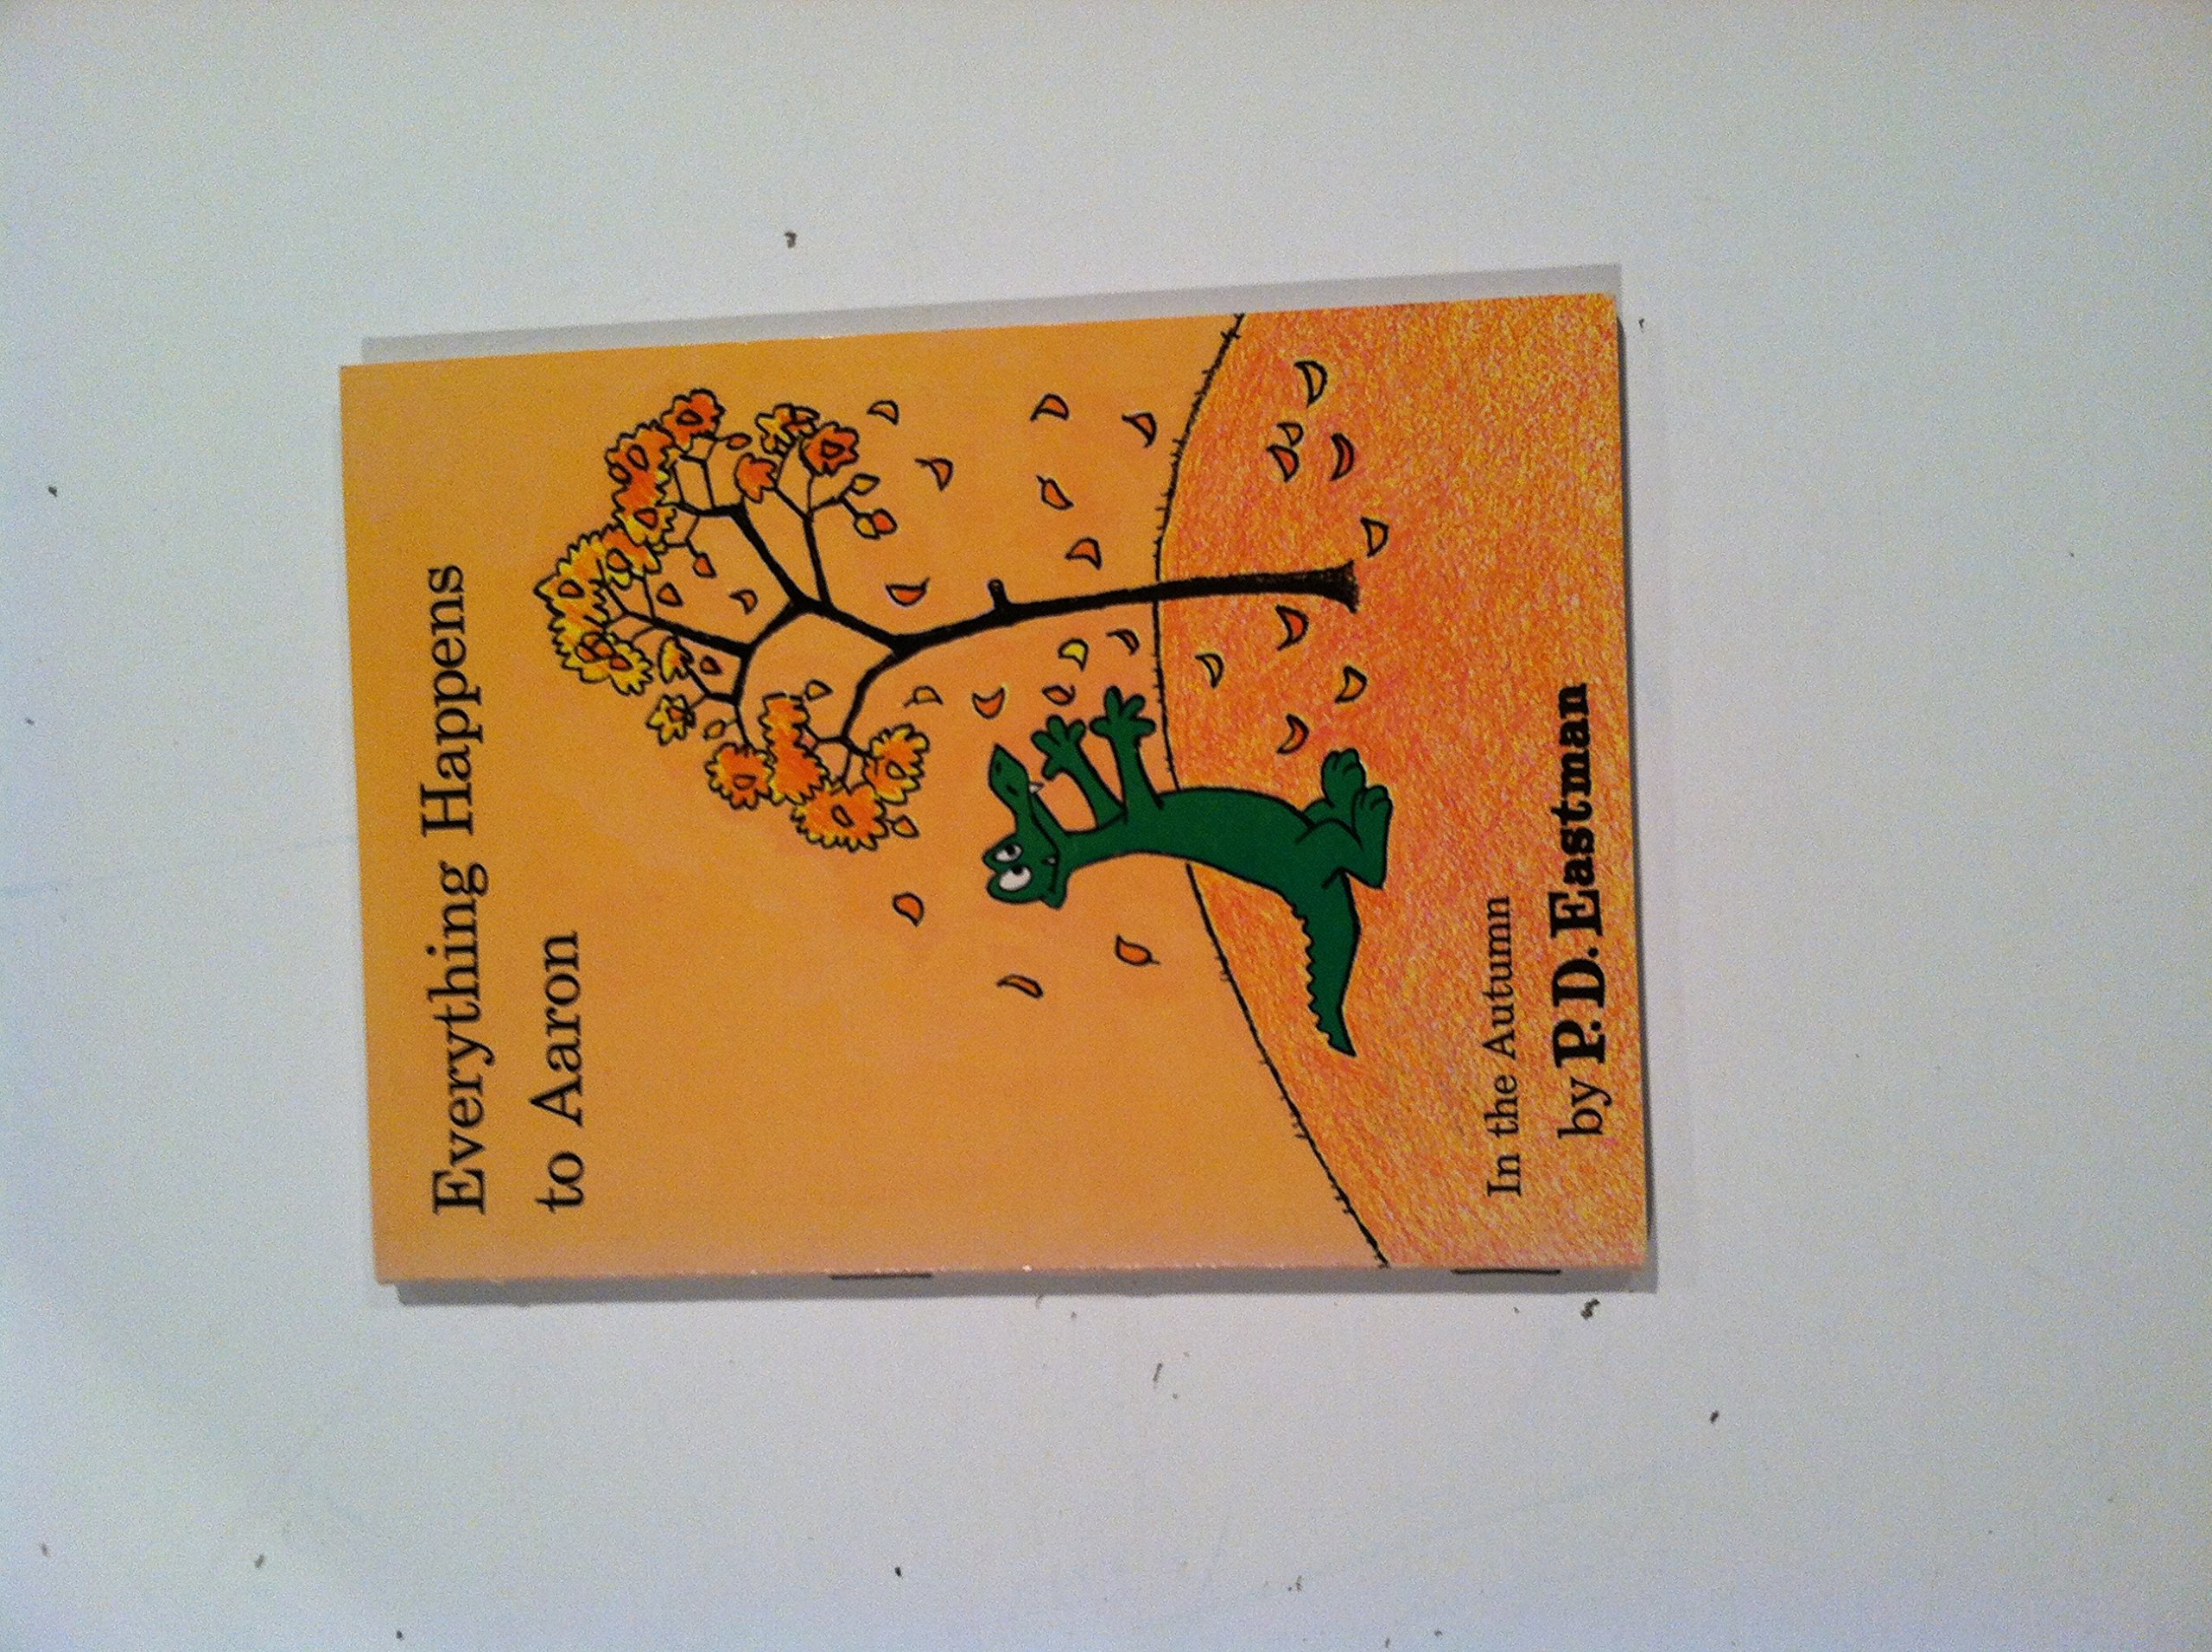 Everything Happens
to Aaron
In the Autumn
by P.D. Eastman